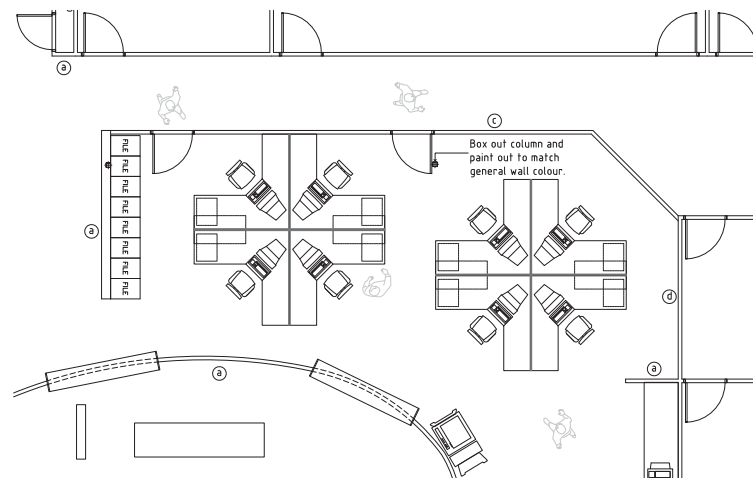 a
c
Box out column and
paint out to match
general wall colour.
FILE
FILE
FILE
FILE
FILE
FILE
FILE
FILE
a
d
a
a